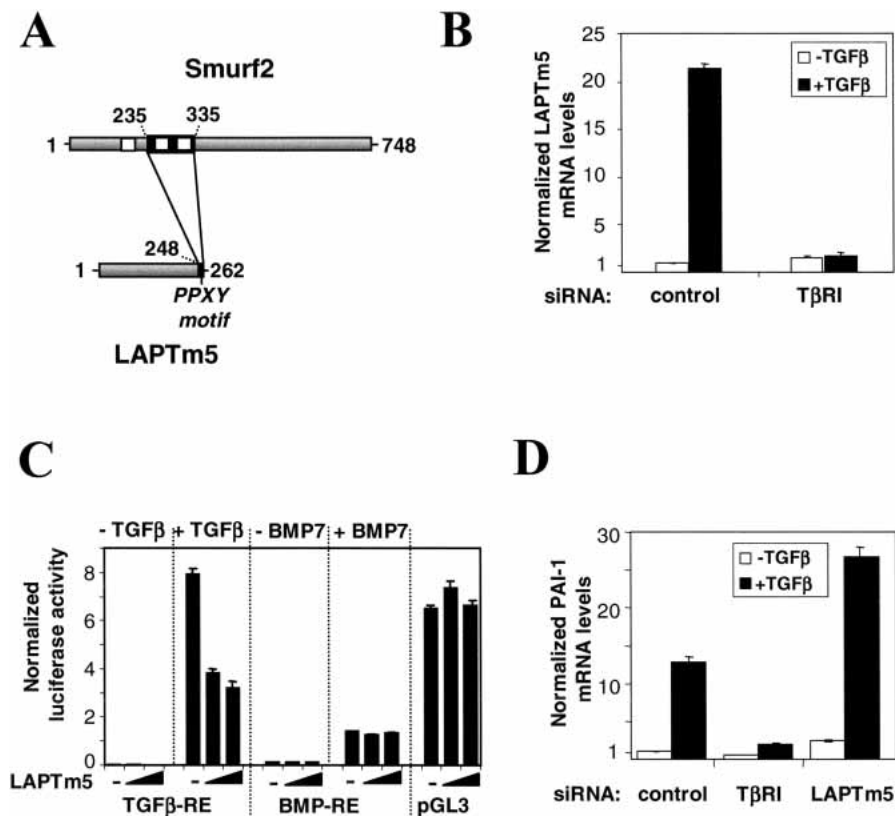 A
Smurf2
235
335
1
748
248
1
262
PPXY
motif
LAPTm5
B
Normalized LAPTm5
mRNA levels
25
20
15
10
5
1
-TGFβ
+TGFβ
siRNA:
control
TβRI
C
- TGFβ
+ TGFβ
- BMP7
+ BMP7
Normalized
luciferase activity
8
6
4
2
0
LAPTm5
-
-
-
-
-
TGFβ-RE
BMP-RE
pGL3
D
Normalized PAI-1
mRNA levels
30
20
10
1
-TGFβ
+TGFβ
siRNA:
control
TβRI
LAPTm5